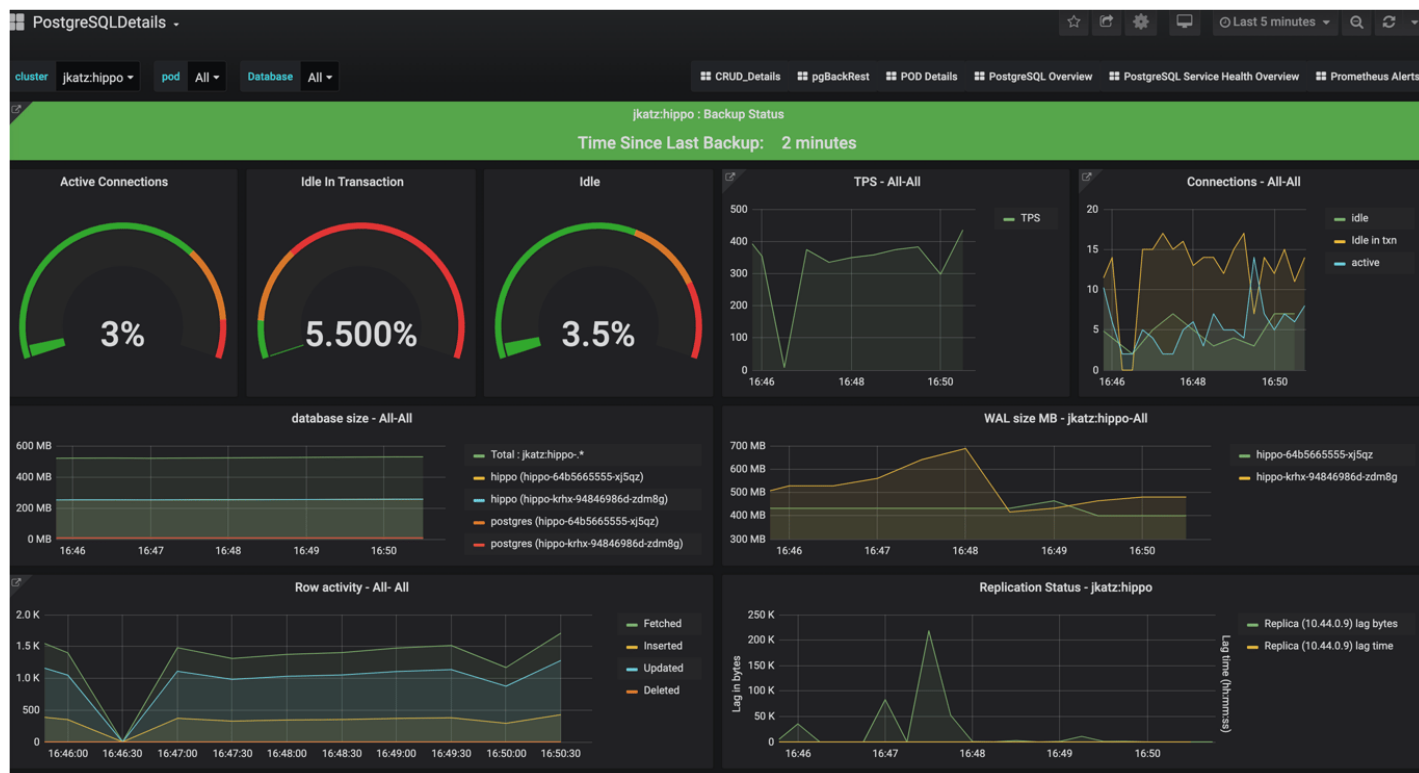 PostgreSQLDetails
Last 5 minutes
cluster jkatz:hippo pod All Database All
CRUD_Details pgBackRest POD Details PostgreSQL Overview PostgreSQL Service Health Overview Prometheus Alerts
jkatz:hippo : Backup Status
Time Since Last Backup: 2 minutes
Active Connections
3%
Idle In Transaction
5.500%
Idle
3.5%
TPS - All-All
500
400
300
200
100
0
16:46 16:48 16:50
TPS
Connections - All-All
20
15
10
5
0
16:46 16:48 16:50
idle
Idle in txn
active
database size - All-All
600 MB
400 MB
200 MB
0 MB
16:46 16:47 16:48 16:49 16:50
Total : jkatz:hippo-.*
hippo (hippo-64b5665555-xj5qz)
hippo (hippo-krhx-94846986d-zdm8g)
postgres (hippo-64b5665555-xj5qz)
postgres (hippo-krhx-94846986d-zdm8g)
WAL size MB - jkatz:hippo-All
700 MB
600 MB
500 MB
400 MB
300 MB
16:46 16:47 16:48 16:49 16:50
hippo-64b5665555-xj5qz
hippo-krhx-94846986d-zdm8g
Row activity - All- All
2.0 K
1.5 K
1.0 K
500
0
16:46:00 16:46:30 16:47:00 16:47:30 16:48:00 16:48:30 16:49:00 16:49:30 16:50:00 16:50:30
Fetched
Inserted
Updated
Deleted
Replication Status - jkatz:hippo
Lag in bytes
250 K
200 K
150 K
100 K
50 K
0
16:46 16:47 16:48 16:49 16:50
Lag time (hh:mm:ss)
Replica (10.44.0.9) lag bytes
Replica (10.44.0.9) lag time